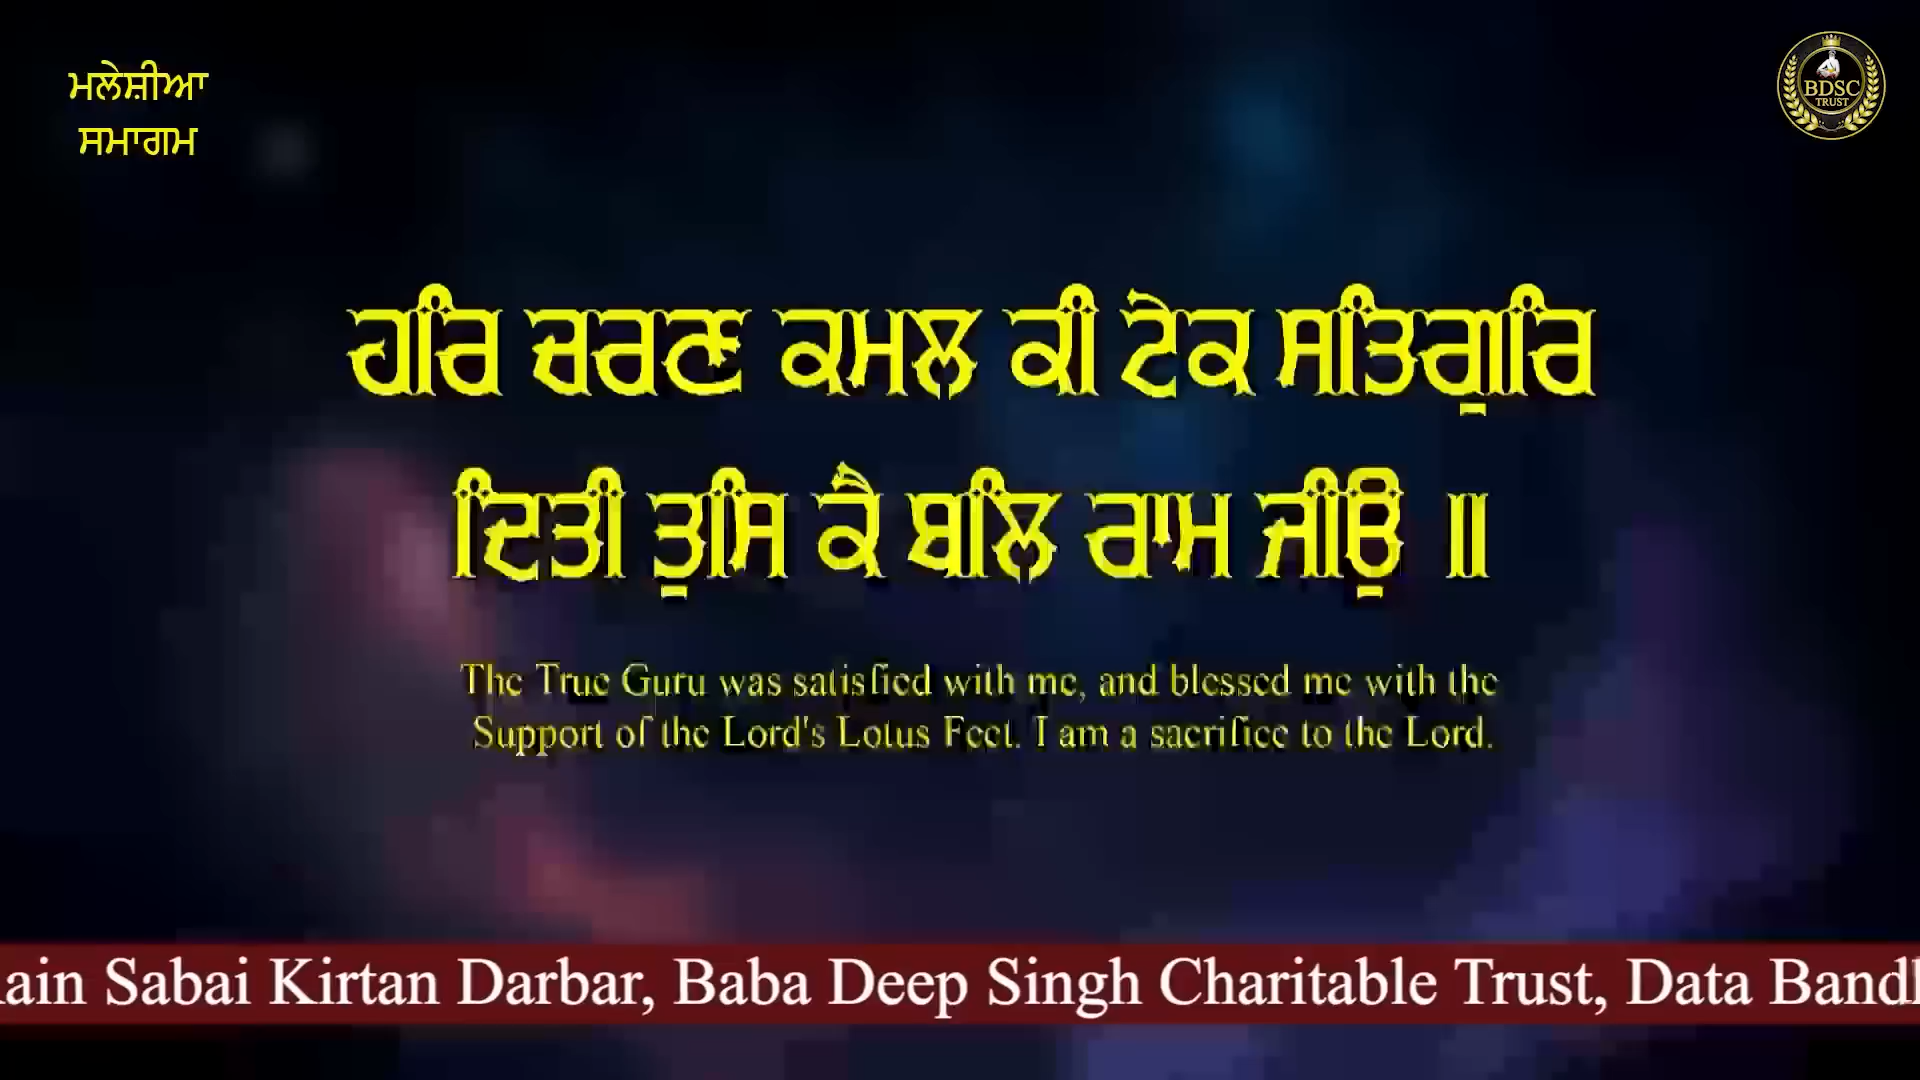 ਮਲੇਸ਼ੀਆ
ਸਮਾਗਮ
BDSC
TRUST
ਹਰਿ ਚਰਣ ਕਮਲ ਕੀ ਟੇਕ ਸਤਿਗੁਰਿ
ਦਿਤੀ ਤੁਸਿ ਕੈ ਬਲਿ ਰਾਮ ਜੀਉ ॥
The True Guru was satisfied with me, and blessed me with the
Support of the Lord's Lotus Feet. I am a sacrifice to the Lord.
Sabai Kirtan Darbar, Baba Deep Singh Charitable Trust, Data